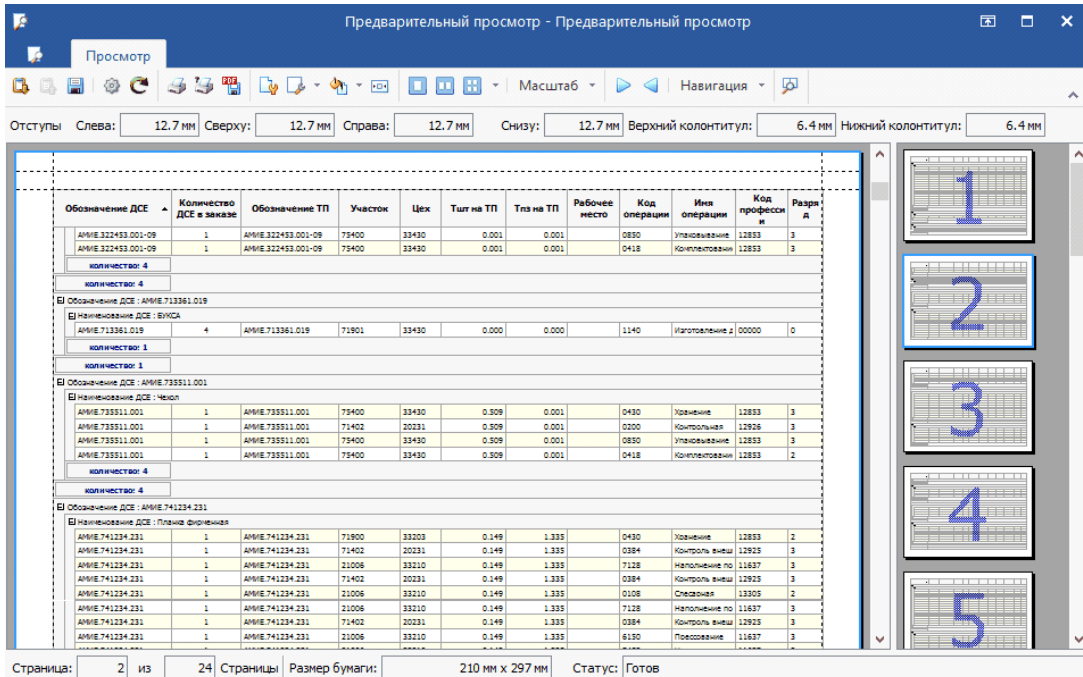 Предварительный просмотр - Предварительный просмотр
Просмотр
PDF Масштаб Навигация
Отступы Слева: 12.7 мм Сверху: 12.7 мм Справа: 12.7 мм Снизу: 12.7 мм Верхний колонтитул: 6.4 мм Нижний колонтитул: 6.4 мм
Обозначение ДСЕ Количество ДСЕ в заказе Обозначение ТП Участок Цех Тшт на ТП Тпз на ТП Рабочее место Код операции Имя операции Код професси и Разря д
АМИЕ.322453.001-09 1 АМИЕ.322453.001-09 75400 33430 0.001 0.001 0850 Упаковывание 12853 3
АМИЕ.322453.001-09 1 АМИЕ.322453.001-09 75400 33430 0.001 0.001 0418 Комплектовани 12853 3
количество: 4
количество: 4
Обозначение ДСЕ : АМИЕ.713361.019
Наименование ДСЕ : БУКСА
АМИЕ.713361.019 4 АМИЕ.713361.019 71901 33430 0.000 0.000 1140 Изготовление д 00000 0
количество: 1
количество: 1
Обозначение ДСЕ : АМИЕ.735511.001
Наименование ДСЕ : Чехол
АМИЕ.735511.001 1 АМИЕ.735511.001 75400 33430 0.509 0.001 0430 Хранение 12853 3
АМИЕ.735511.001 1 АМИЕ.735511.001 71402 20231 0.509 0.001 0200 Контрольная 12926 3
АМИЕ.735511.001 1 АМИЕ.735511.001 75400 33430 0.509 0.001 0850 Упаковывание 12853 3
АМИЕ.735511.001 1 АМИЕ.735511.001 75400 33430 0.509 0.001 0418 Комплектовани 12853 2
количество: 4
количество: 4
Обозначение ДСЕ : АМИЕ.741234.231
Наименование ДСЕ : Планка фирменная
АМИЕ.741234.231 1 АМИЕ.741234.231 71900 33203 0.149 1.335 0430 Хранение 12853 2
АМИЕ.741234.231 1 АМИЕ.741234.231 71402 20231 0.149 1.335 0384 Контроль внеш 12925 3
АМИЕ.741234.231 1 АМИЕ.741234.231 21006 33210 0.149 1.335 7128 Наполнение по 11637 3
АМИЕ.741234.231 1 АМИЕ.741234.231 71402 20231 0.149 1.335 0384 Контроль внеш 12925 3
АМИЕ.741234.231 1 АМИЕ.741234.231 21006 33210 0.149 1.335 0108 Слесарная 13305 2
АМИЕ.741234.231 1 АМИЕ.741234.231 21006 33210 0.149 1.335 7128 Наполнение по 11637 3
АМИЕ.741234.231 1 АМИЕ.741234.231 71402 20231 0.149 1.335 0384 Контроль внеш 12925 3
АМИЕ.741234.231 1 АМИЕ.741234.231 21006 33210 0.149 1.335 6150 Прессование 11637 3
1
2
3
4
5
Страница: 2 из 24 Страницы Размер бумаги: 210 мм x 297 мм Статус: Готов